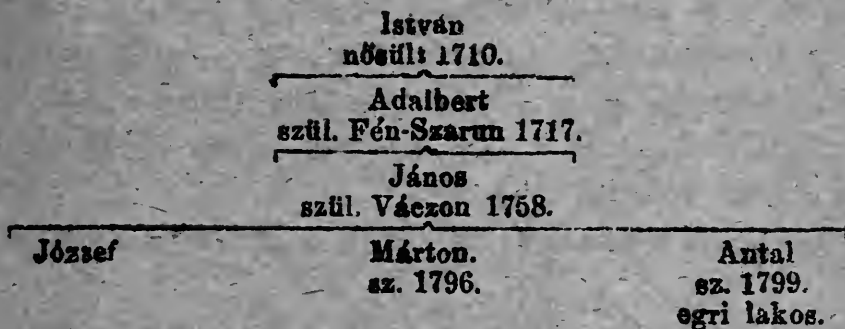 István
nősült 1710.
Adalbert
szül. Fén-Szarun 1717.
János
szül. Váczon 1758.
József Márton. Antal
sz. 1796. sz. 1799.
egri lakos.